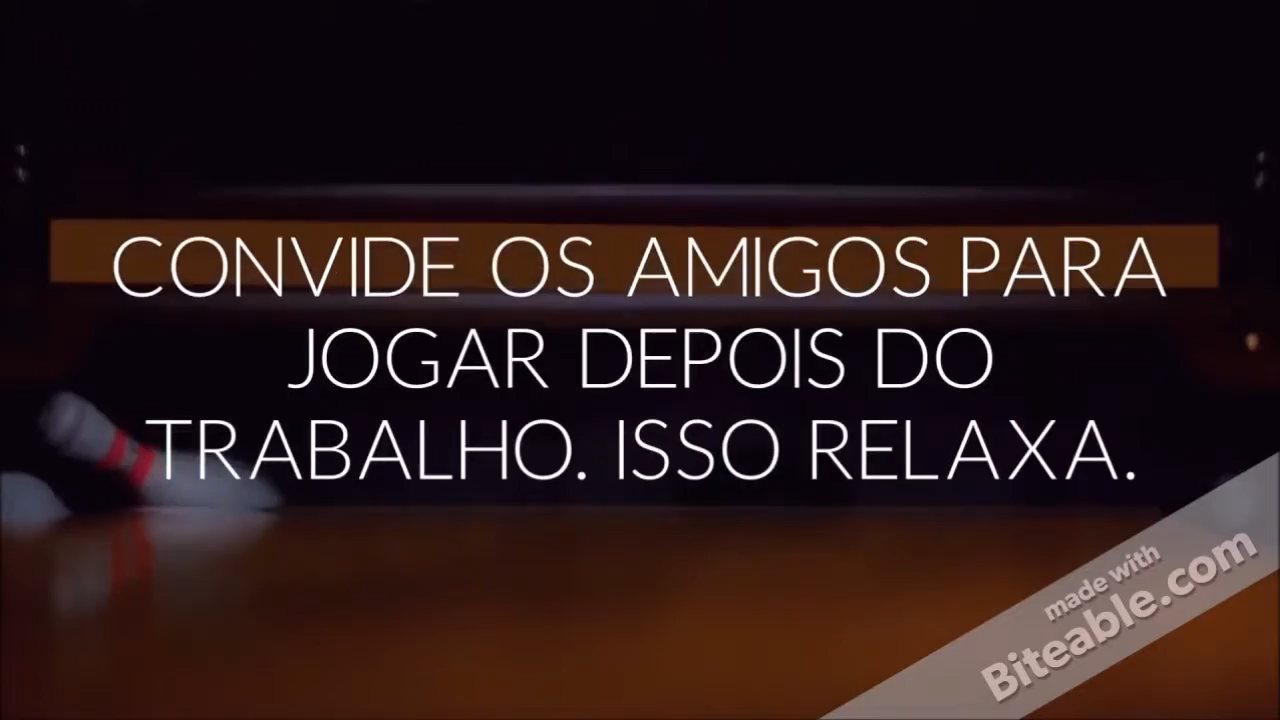 CONVIDE OS AMIGOS PARA
JOGAR DEPOIS DO
TRABALHO. ISSO RELAXA.
made with
Biteable.com